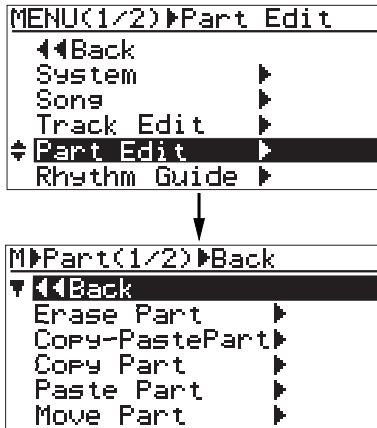 MENU(1/2)▶Part Edit
◀◀Back
System ▶
Song ▶
Track Edit ▶
Part Edit ▶
Rhythm Guide ▶
M▶Part(1/2)▶Back
◀◀Back
Erase Part ▶
Copy-PastePart▶
Copy Part ▶
Paste Part ▶
Move Part ▶